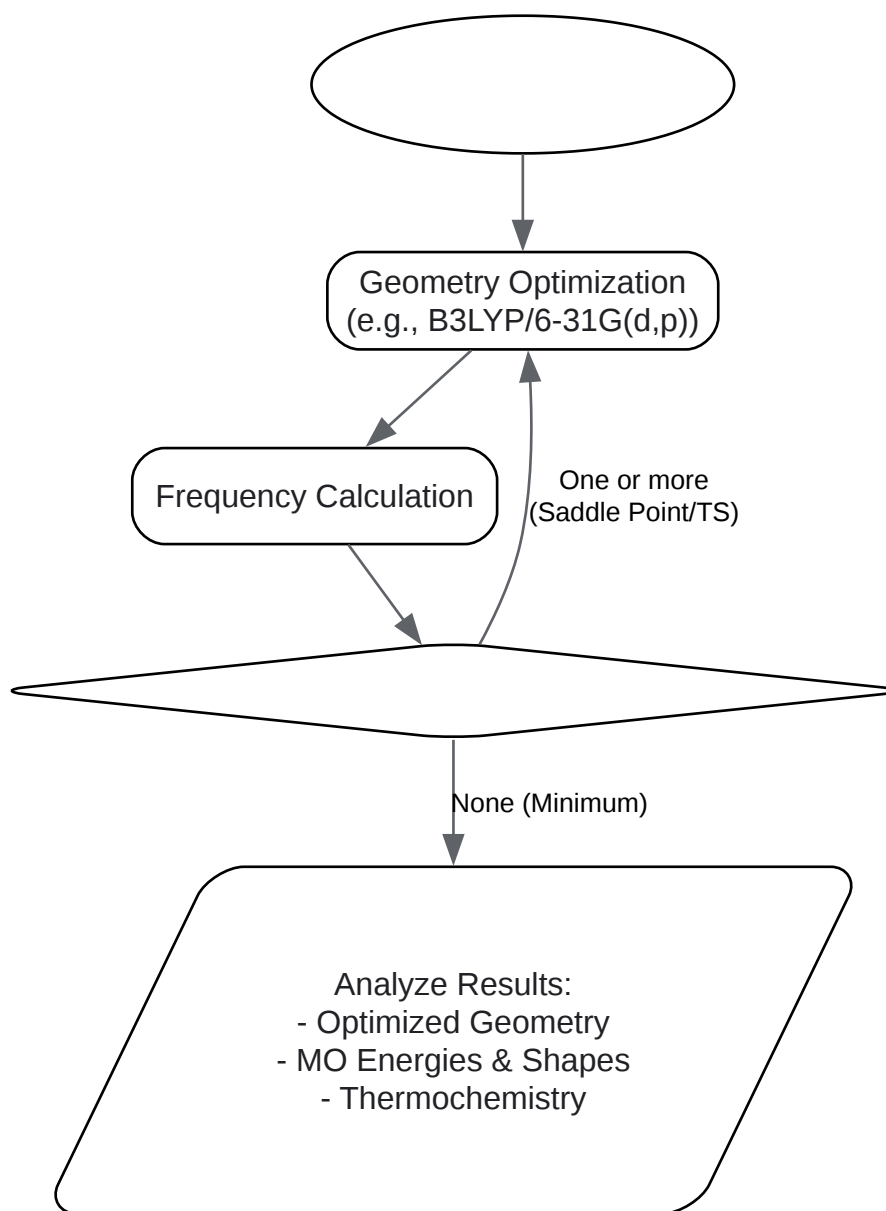 Geometry Optimization
(e.g., B3LYP/6-31G(d,p))
Frequency Calculation
One or more
(Saddle Point/TS)
None (Minimum)
Analyze Results:
- Optimized Geometry
- MO Energies & Shapes
- Thermochemistry